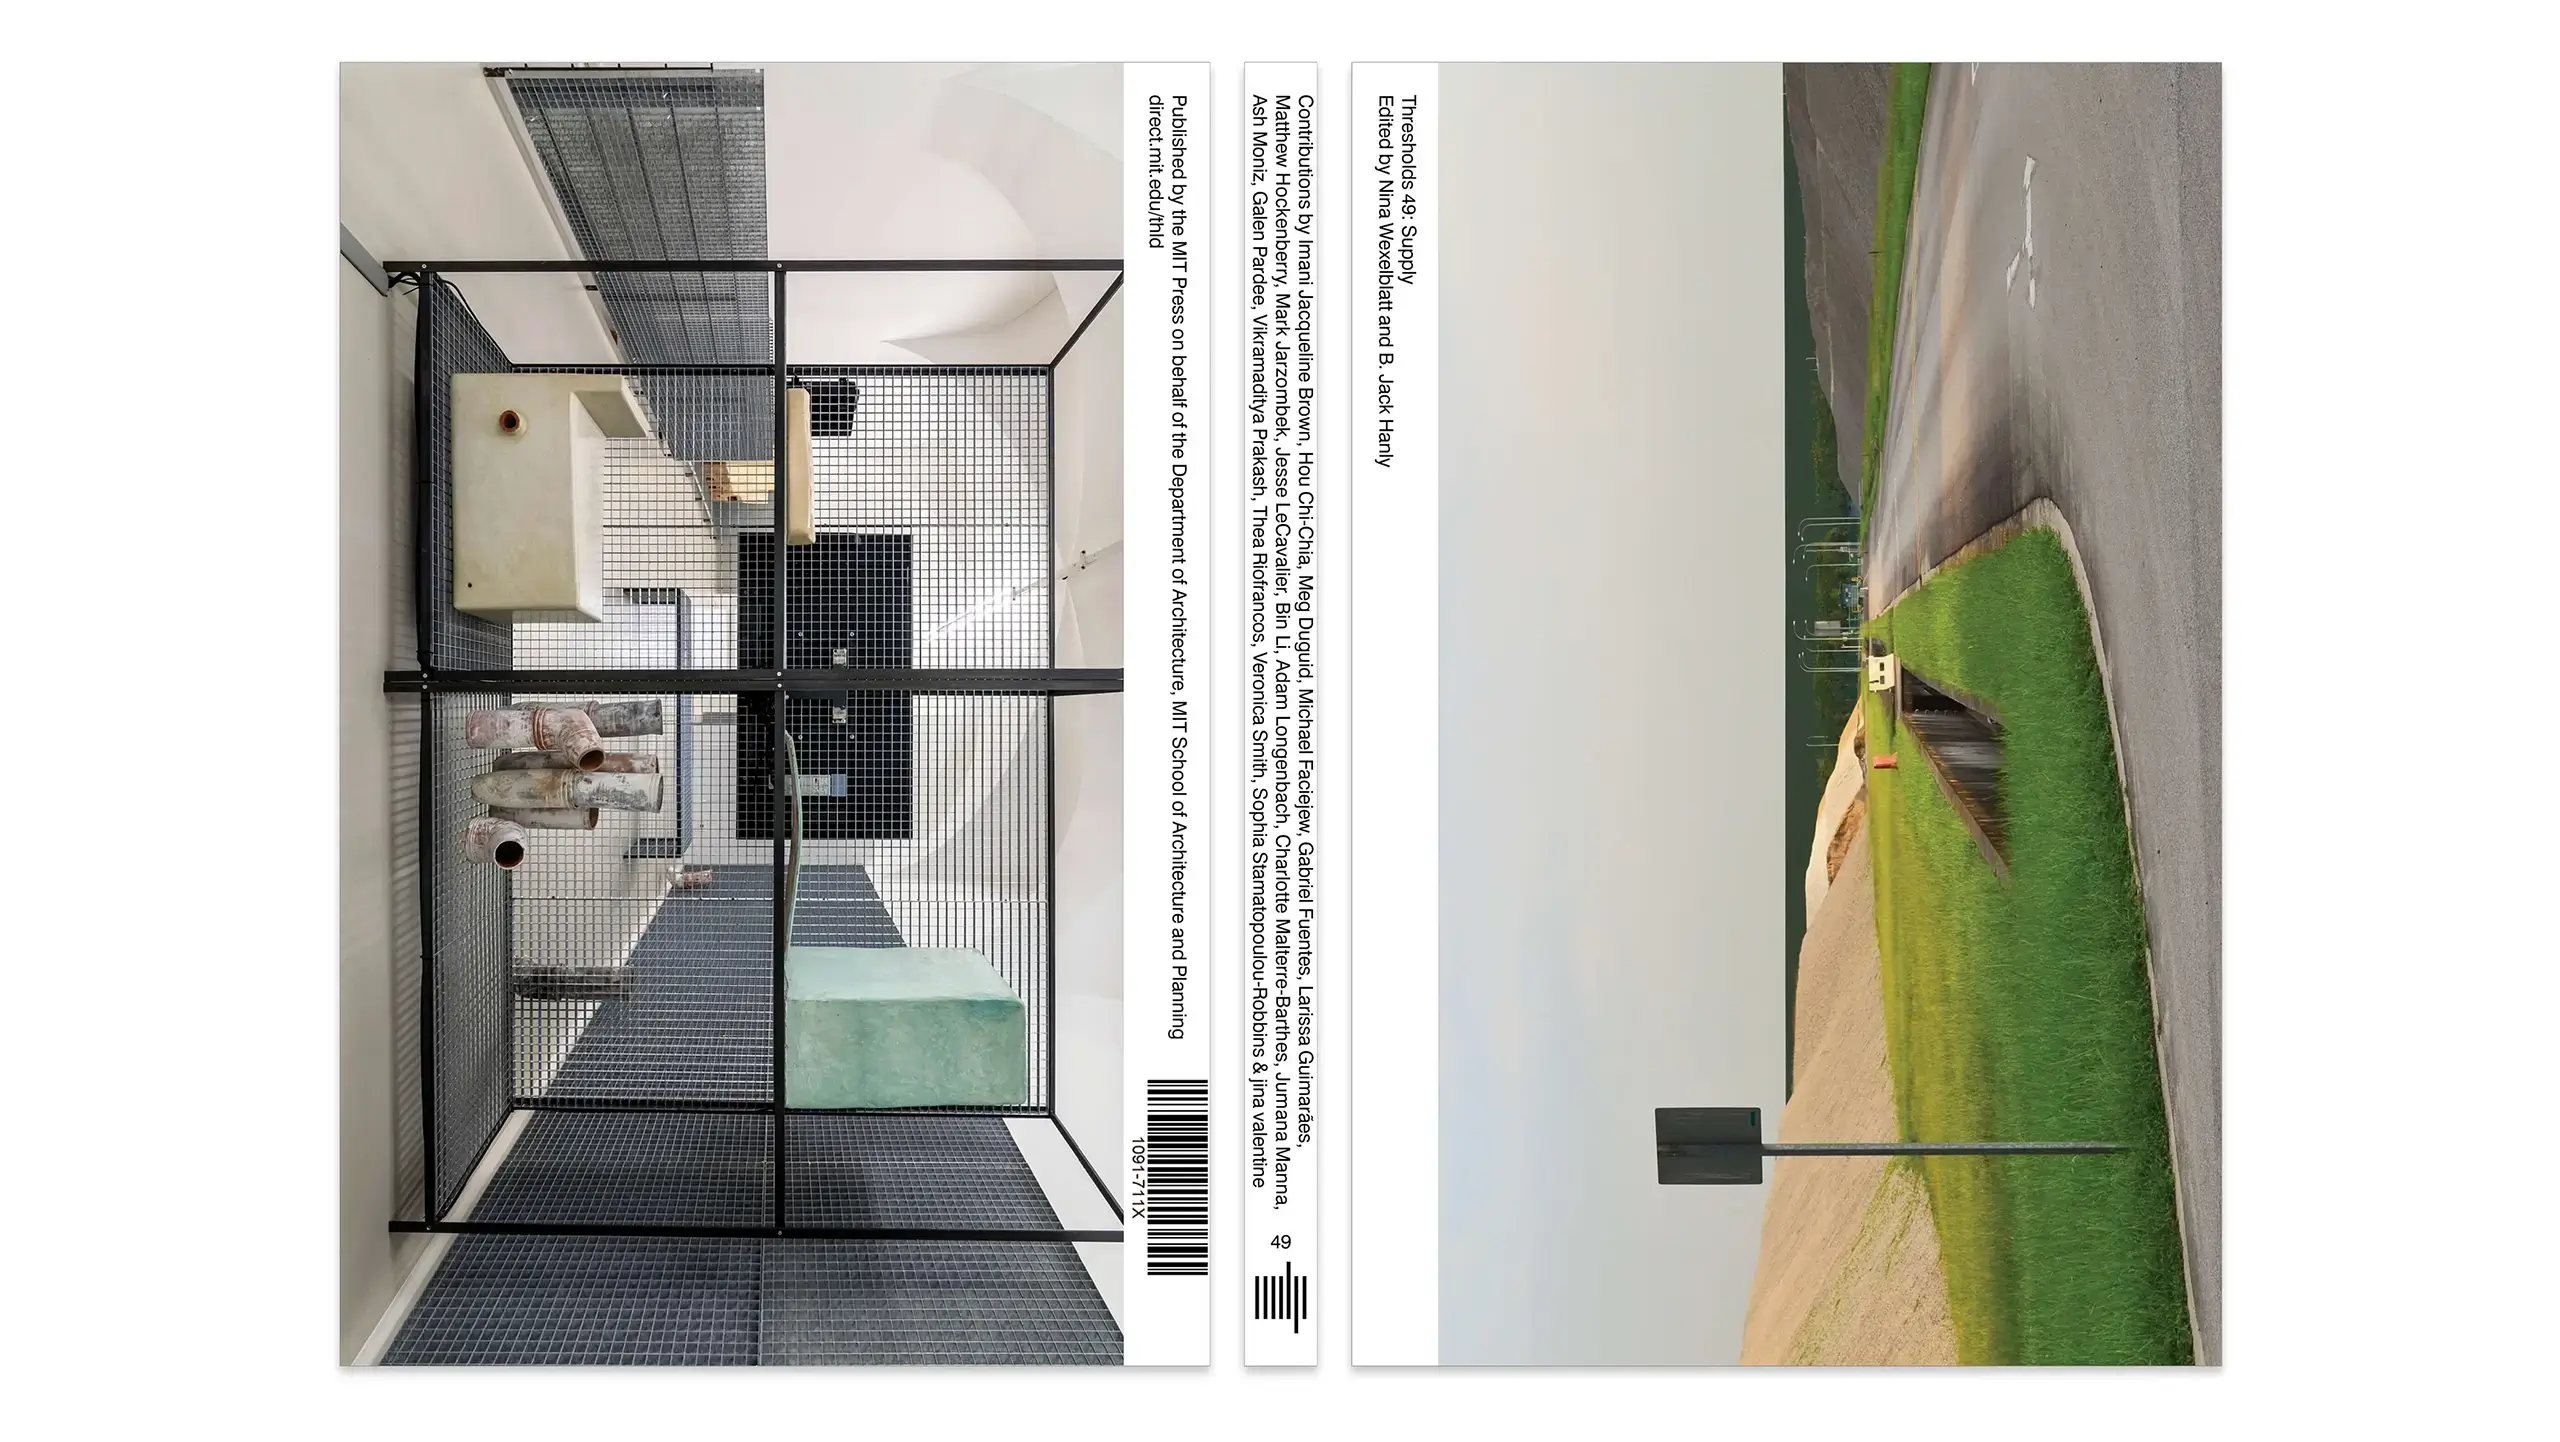 Published by the MIT Press on behalf of the Department of Architecture, MIT School of Architecture and Planning
direct.mit.edu/thld
1091-711X
Contributions by Imani Jacqueline Brown, Hou Chi-Chia, Meg Duguid, Michael Faciejew, Gabriel Fuentes, Larissa Guimarães,
Matthew Hockenberry, Mark Jarzombek, Jesse LeCavalier, Bin Li, Adam Longenbach, Charlotte Malterre-Barthes, Jumana Manna,
Ash Moniz, Galen Pardee, Vikramaditya Prakash, Thea Riofrancos, Veronica Smith, Sophia Stamatopoulou-Robbins & jina valentine
49
Thresholds 49: Supply
Edited by Nina Wexelblatt and B. Jack Hanly